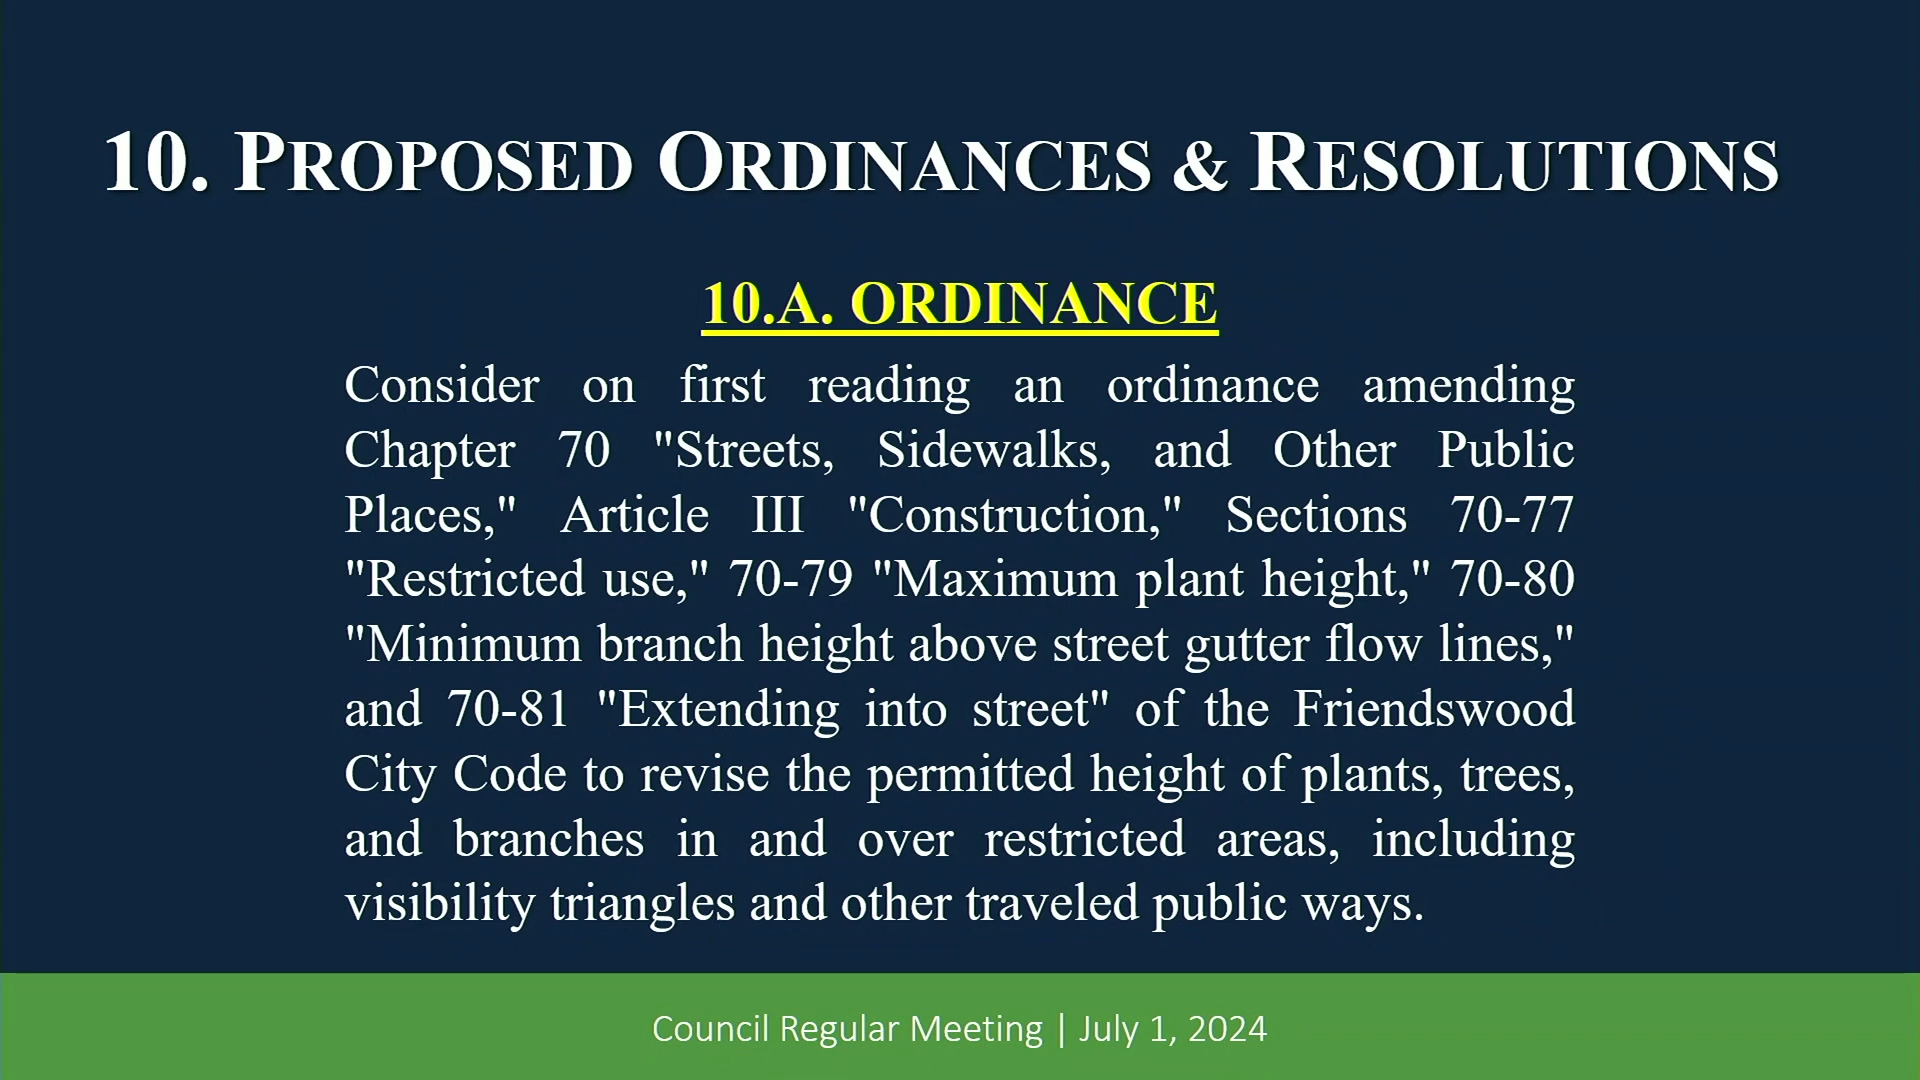 10. PROPOSED ORDINANCES & RESOLUTIONS
10.A. ORDINANCE
Consider on first reading an ordinance amending
Chapter 70 "Streets, Sidewalks, and Other Public
Places," Article III "Construction," Sections 70-77
"Restricted use," 70-79 "Maximum plant height," 70-80
"Minimum branch height above street gutter flow lines,"
and 70-81 "Extending into street" of the Friendswood
City Code to revise the permitted height of plants, trees,
and branches in and over restricted areas, including
visibility triangles and other traveled public ways.
Council Regular Meeting | July 1, 2024